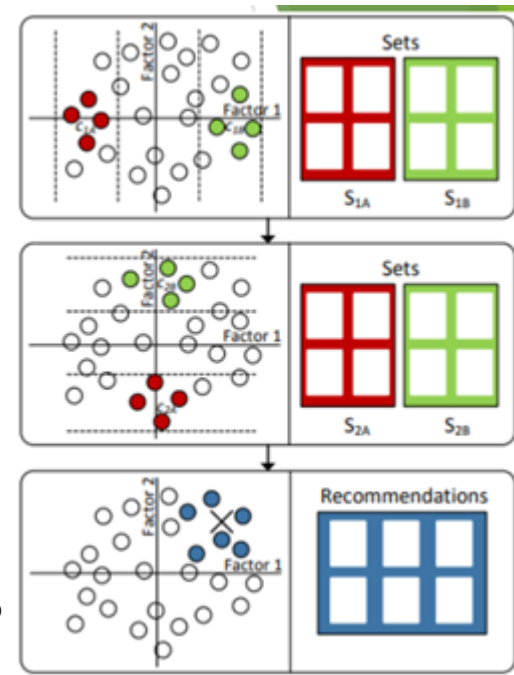 Factor 2
Factor 1
C1A
C1B
Sets
S1A
S1B
Factor 2
Factor 1
C2B
C2A
Sets
S2A
S2B
Factor 2
Factor 1
Recommendations